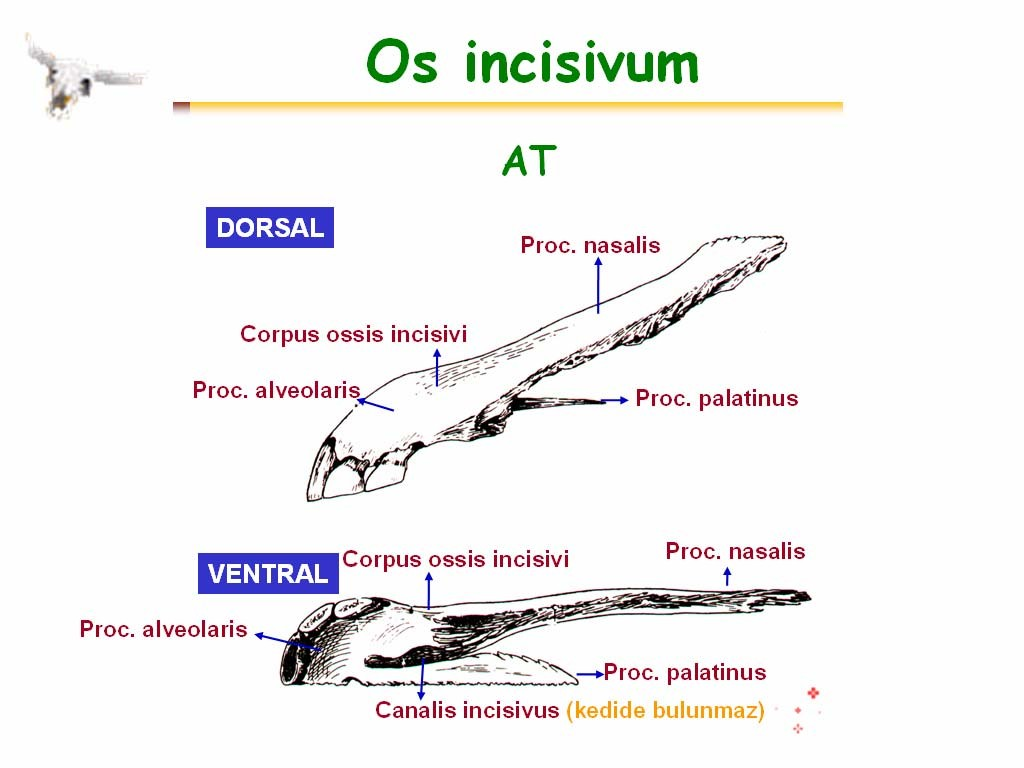 Os incisivum
AT
DORSAL
Proc. nasalis
Corpus ossis incisivi
Proc. alveolaris
Proc. palatinus
VENTRAL
Corpus ossis incisivi
Proc. nasalis
Proc. alveolaris
Proc. palatinus
Canalis incisivus (kedide bulunmaz)